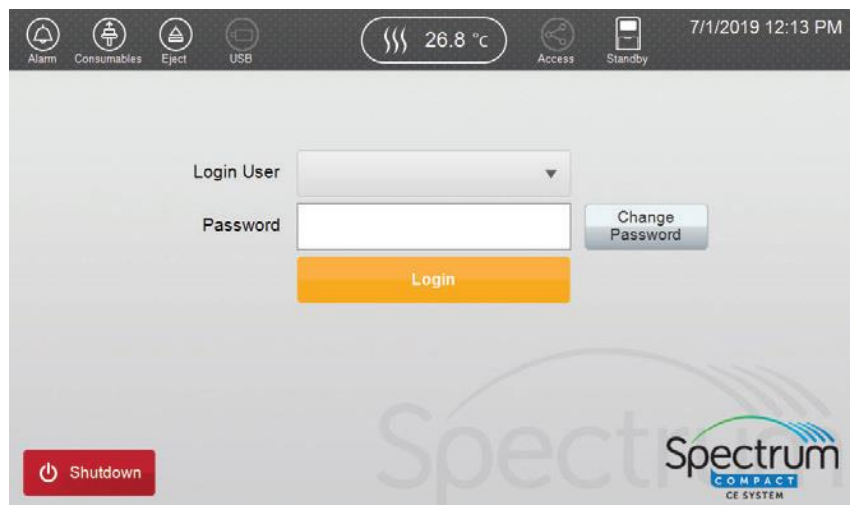 Alarm Consumables Eject USB 26.8 °C Access Standby 7/1/2019 12:13 PM
Login User
Password
Change
Password
Login
Spectrum
Shutdown
Spectrum
COMPACT
CE SYSTEM